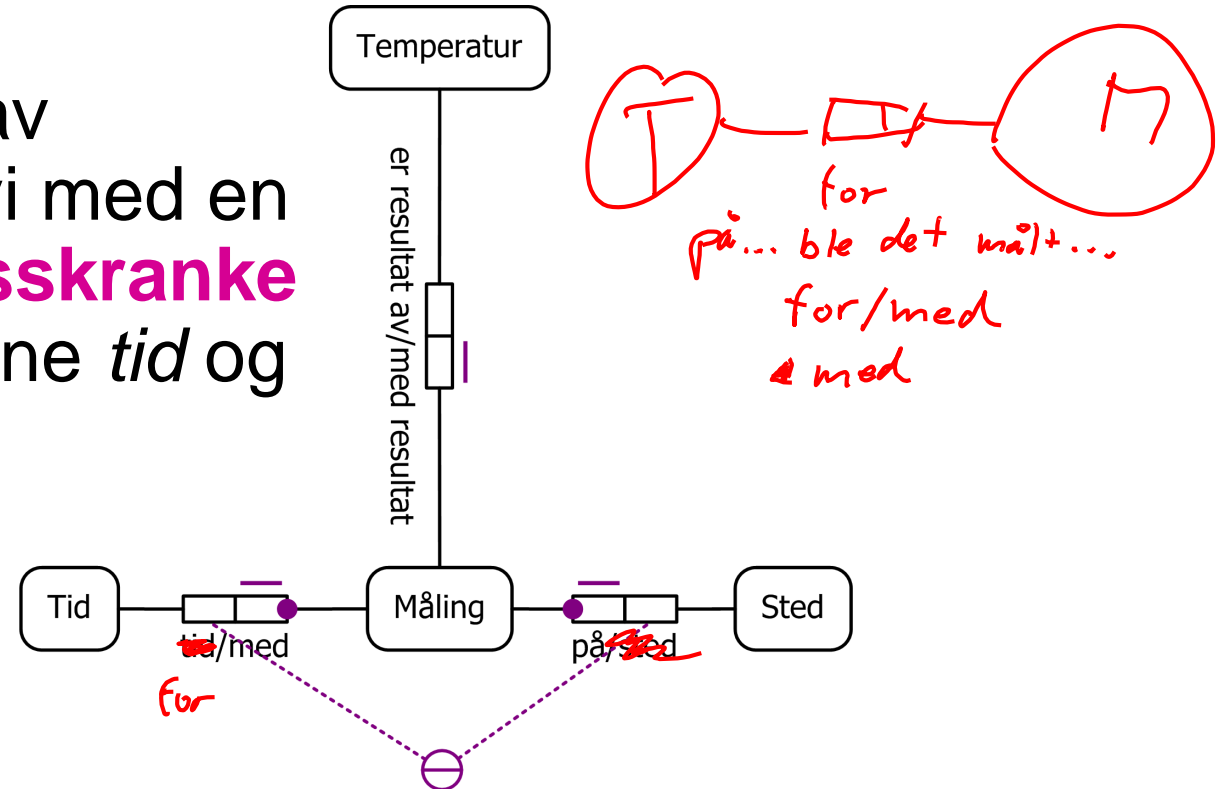 av
vi med en
sskranke
ne tid og
Temperatur
er resultat av/med resultat
T
M
for
på... ble det målt...
for/med
med
Tid
Måling
Sted
tid/med
på/sted
for